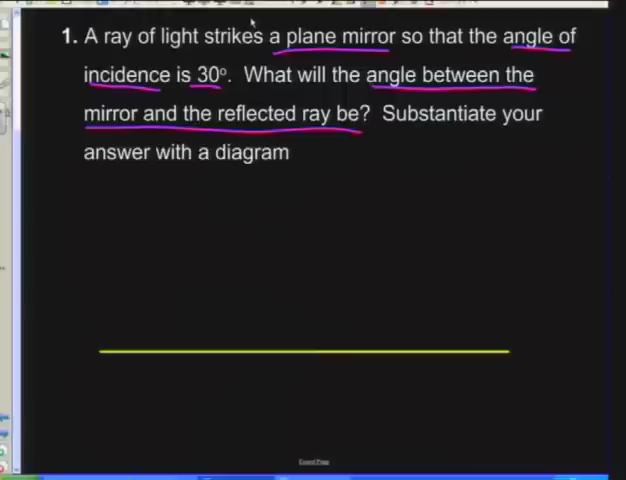 1. A ray of light strikes a plane mirror so that the angle of
incidence is 30°. What will the angle between the
mirror and the reflected ray be? Substantiate your
answer with a diagram